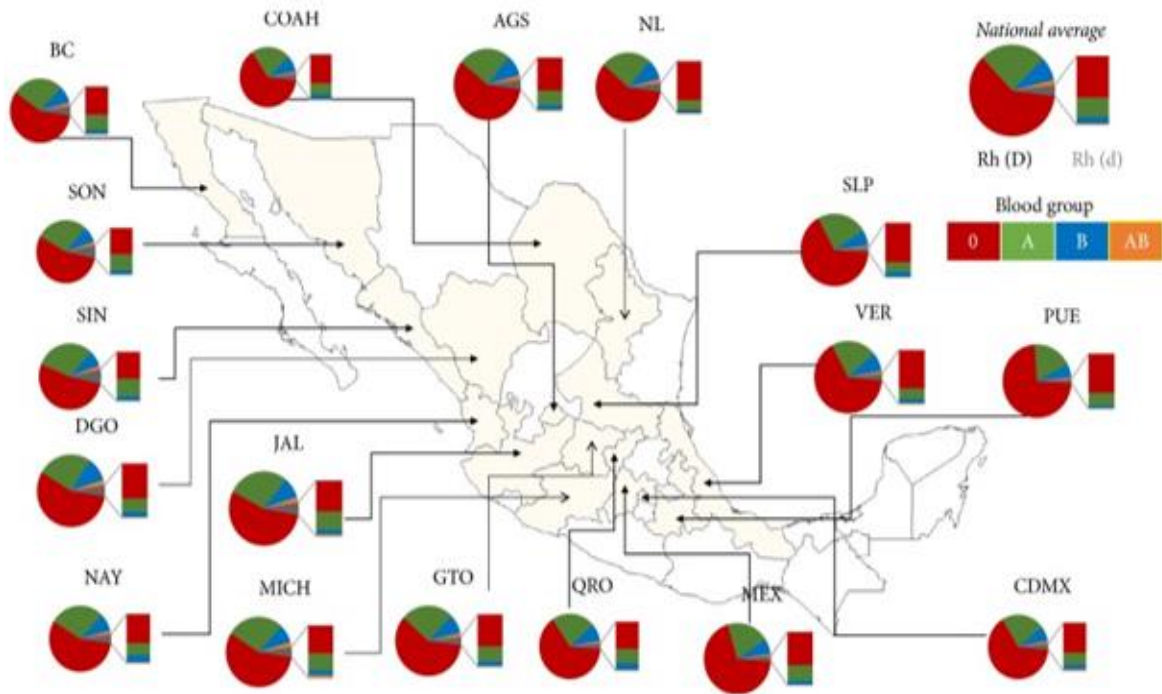 COAH
AGS
NL
National average
BC
Rh (D)
Rh (d)
SON
SLP
Blood group
0 A B AB
SIN
VER
PUE
DGO
JAL
NAY
MICH
GTO
QRO
MEX
CDMX